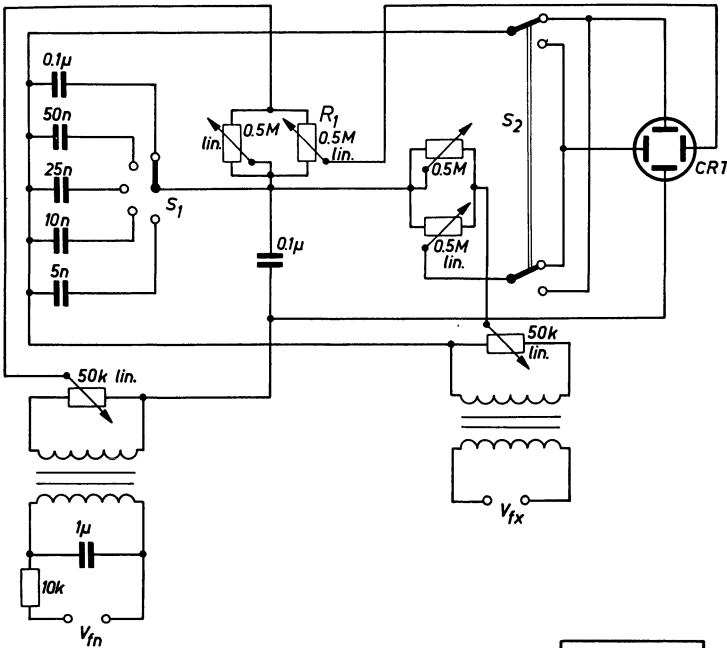 0.1μ
50n
25n
10n
5n
S1
lin.
0.5M
R1
0.5M
lin.
0.1μ
0.5M
0.5M
lin.
S2
CRT
50k
lin.
Vfx
50k lin.
1μ
10k
Vfn